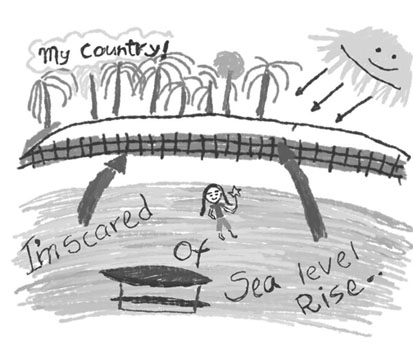 My Country!
I'm scared
Of
Sea level
Rise..